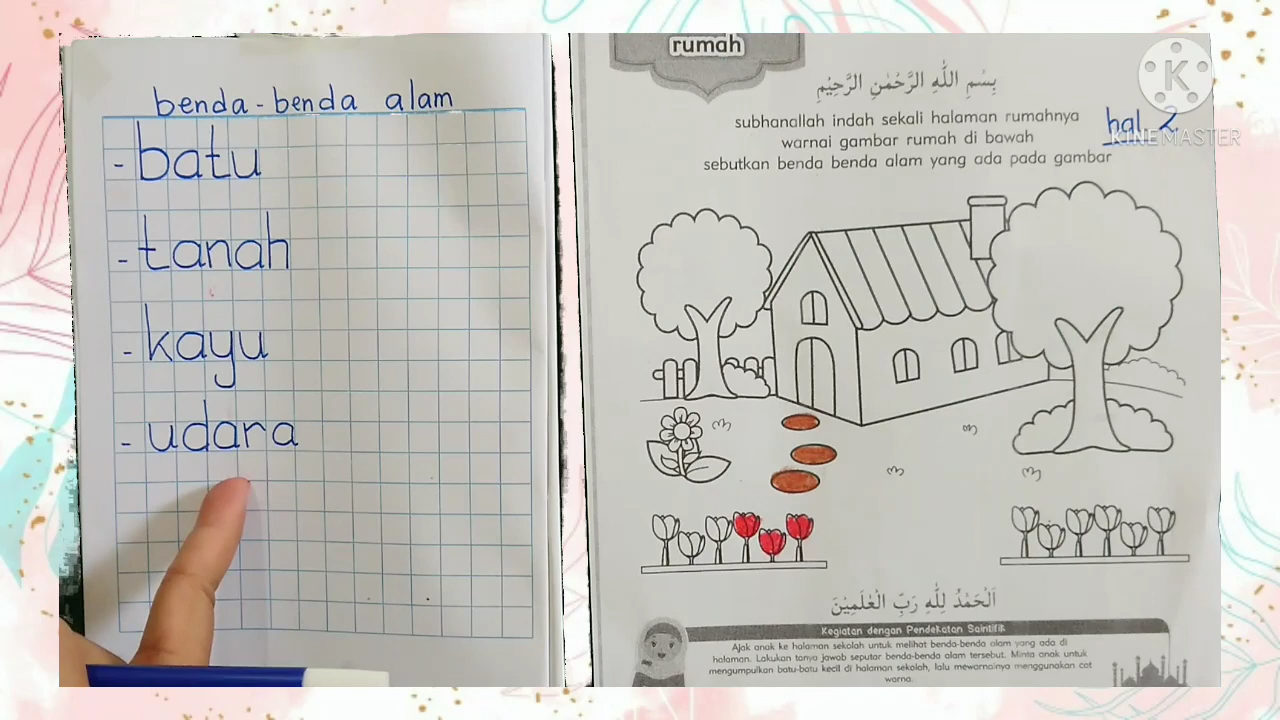 benda-benda alam
- batu
- tanah
- kayu
- udara
rumah
بِسْمِ اللّٰهِ الرَّحْمٰنِ الرَّحِيْمِ
subhanallah indah sekali halaman rumahnya
warnai gambar rumah di bawah
sebutkan benda benda alam yang ada pada gambar
hal 2
KINEMASTER
اَلْحَمْدُ لِلّٰهِ رَبِّ الْعٰلَمِيْنَ
Kegiatan dengan Pendekatan Saintifik
Ajak anak ke halaman sekolah untuk melihat benda-benda alam yang ada di
halaman. Lakukan tanya jawab seputar benda-benda alam tersebut. Minta anak untuk
mengumpulkan batu-batu kecil di halaman sekolah, lalu mewarnainya menggunakan cat
warna.